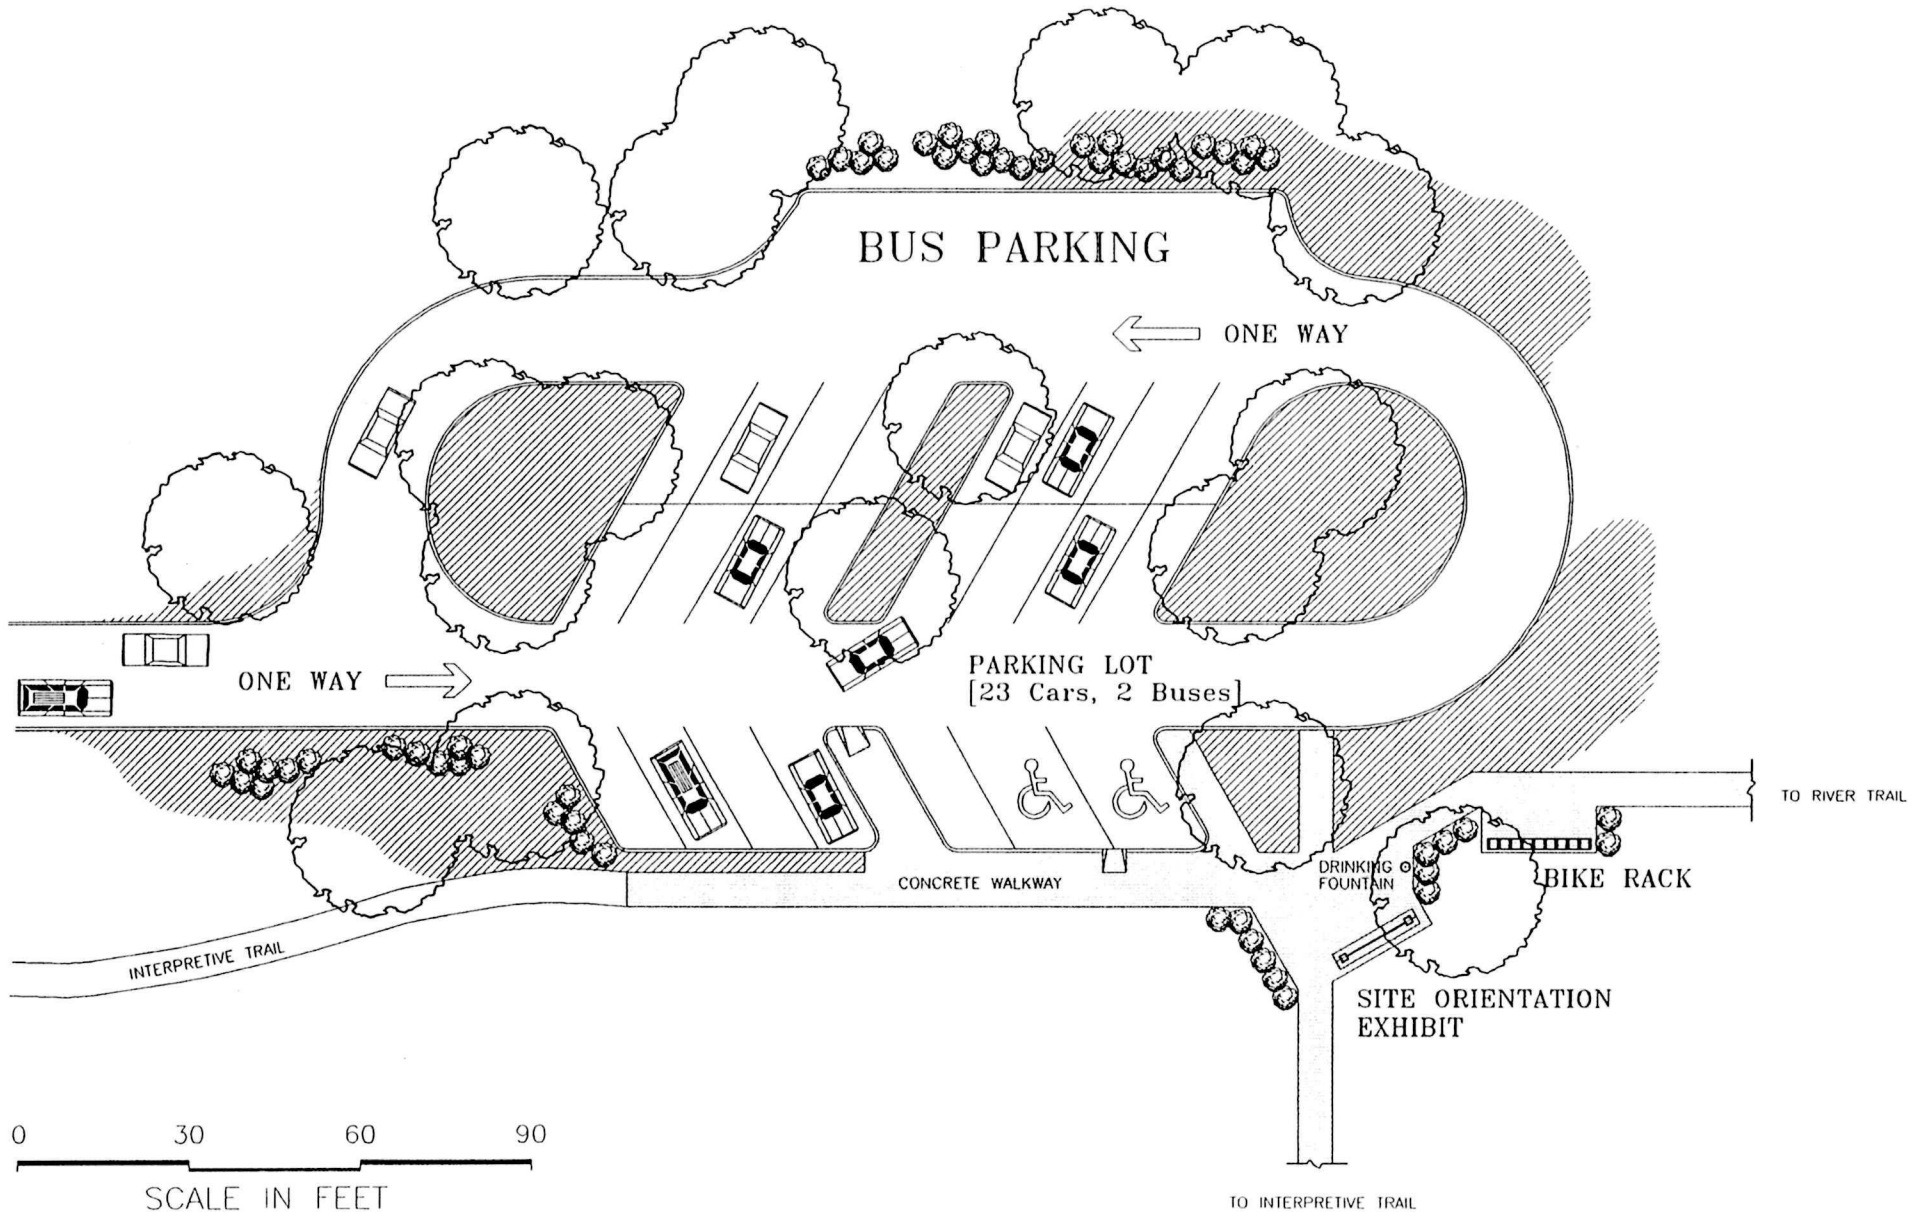 BUS PARKING
ONE WAY
ONE WAY
PARKING LOT
[23 Cars, 2 Buses]
TO RIVER TRAIL
DRINKING
FOUNTAIN
BIKE RACK
CONCRETE WALKWAY
INTERPRETIVE TRAIL
SITE ORIENTATION
EXHIBIT
0 30 60 90
SCALE IN FEET
TO INTERPRETIVE TRAIL